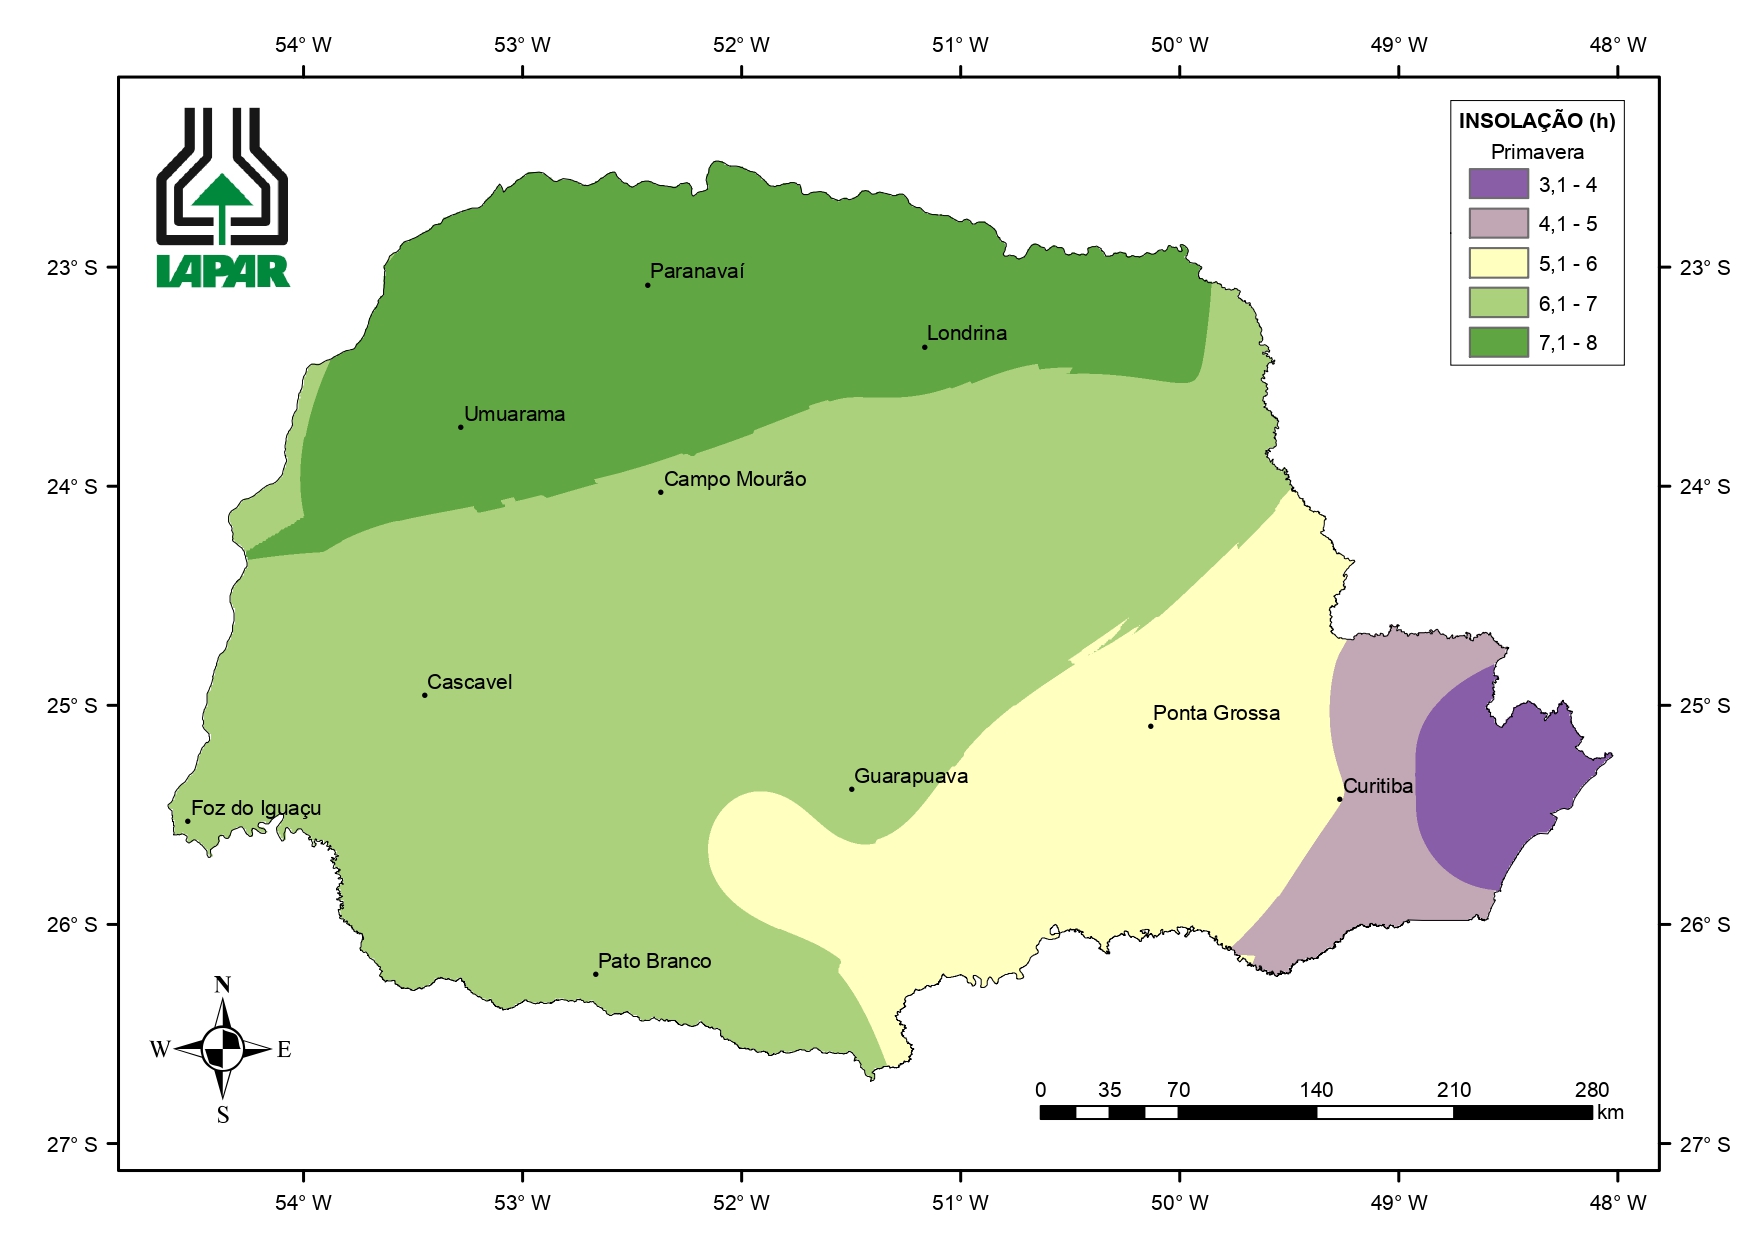 54° W 53° W 52° W 51° W 50° W 49° W 48° W
IAPAR
INSOLAÇÃO (h)
Primavera
3,1 - 4
4,1 - 5
5,1 - 6
6,1 - 7
7,1 - 8
23° S 23° S
Paranavaí
Londrina
Umuarama
Campo Mourão
24° S 24° S
Cascavel
25° S 25° S
Ponta Grossa
Guarapuava
Curitiba
Foz do Iguaçu
26° S 26° S
Pato Branco
N
W E
S
0 35 70 140 210 280
km
27° S 27° S
54° W 53° W 52° W 51° W 50° W 49° W 48° W